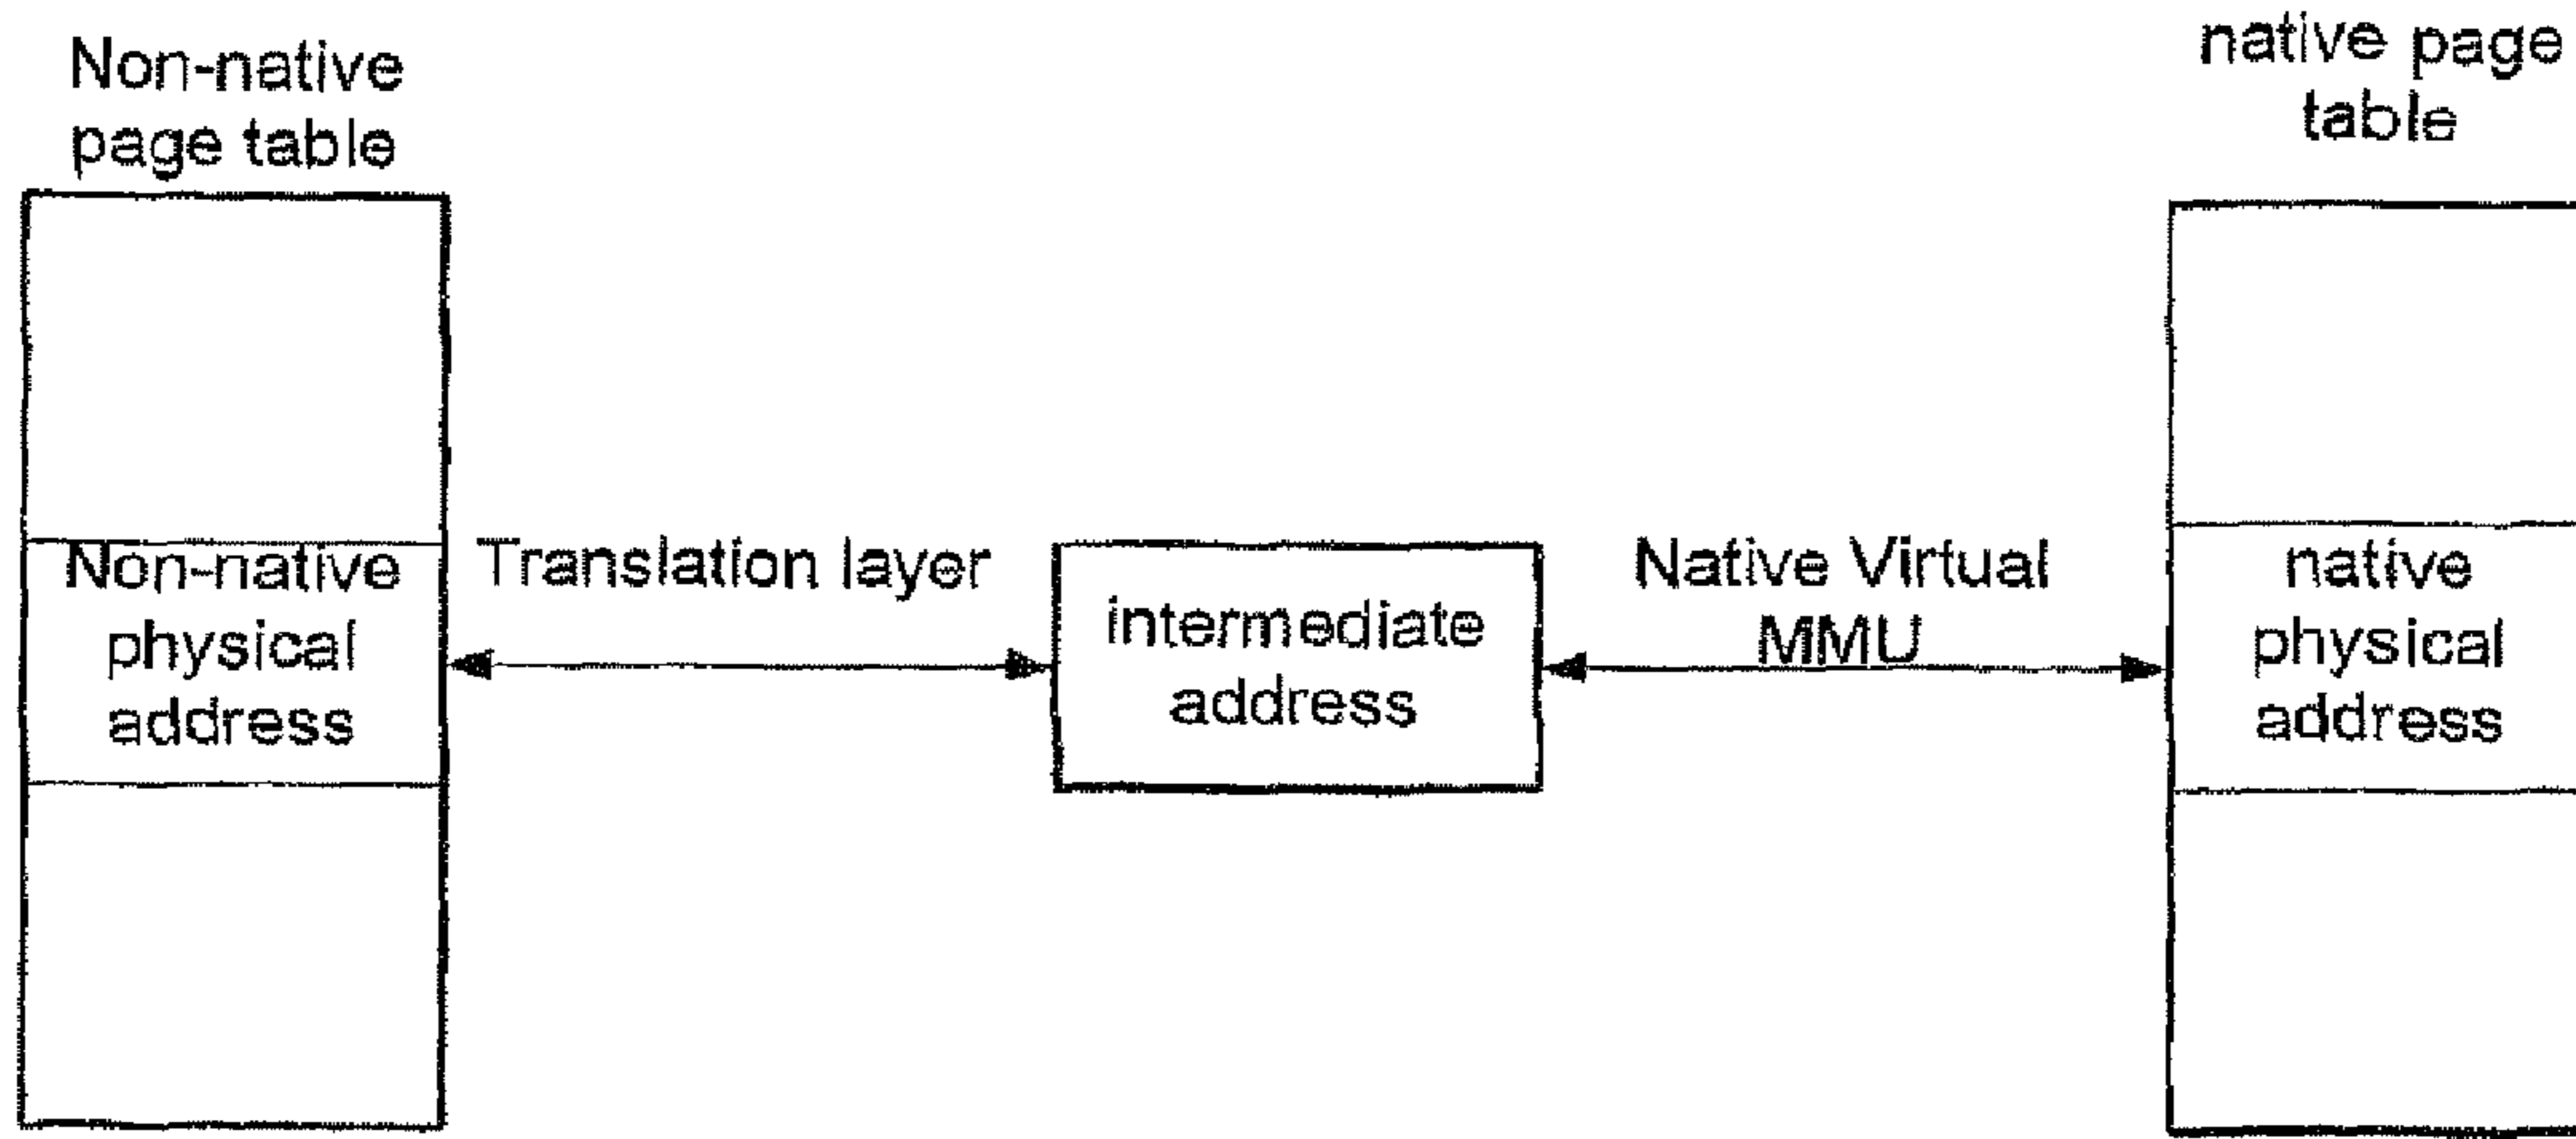 Non-native
page table
native page
table
Non-native
physical
address
Translation layer
intermediate
address
Native Virtual
MMU
native
physical
address